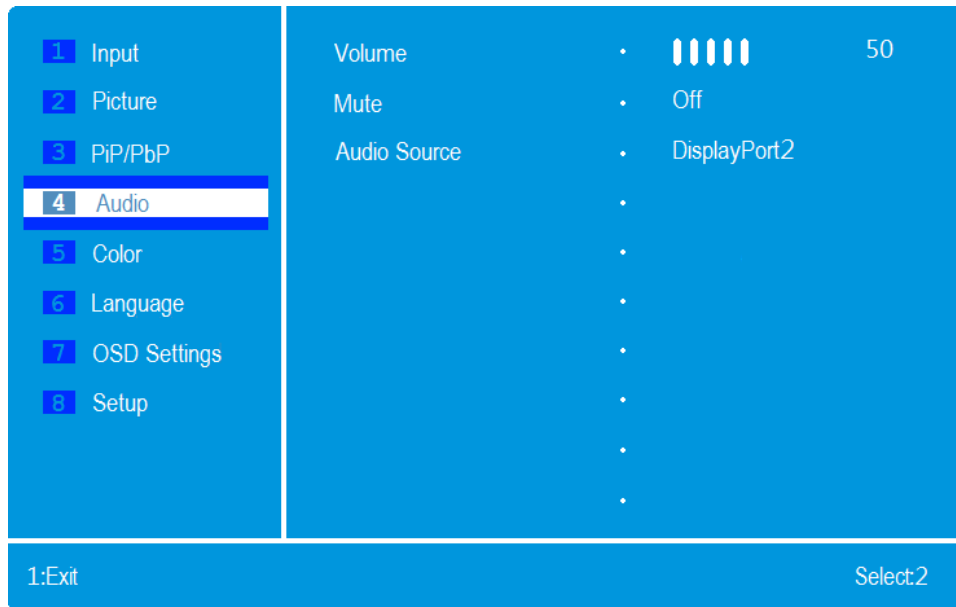 1 Input
2 Picture
3 PiP/PbP
4 Audio
5 Color
6 Language
7 OSD Settings
8 Setup
Volume 50
Mute Off
Audio Source DisplayPort2
1:Exit
Select:2